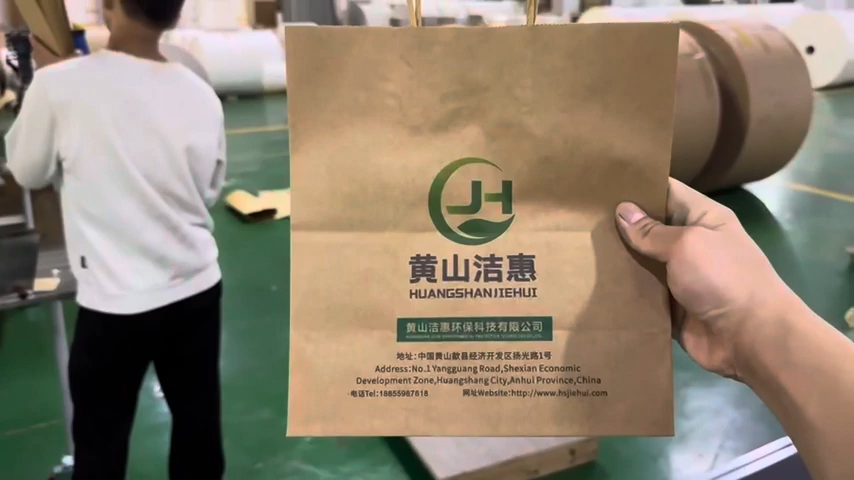 JH
黄山洁惠
HUANGSHANJIEHUI
黄山洁惠环保科技有限公司
地址:中国黄山歙县经济开发区扬光路1号
Address:No.1 Yangguang Road,Shexian Economic
Development Zone,Huangshang City,Anhui Province,China
电话Tel:18855987618 网址Website:http://www.hsjiehui.com